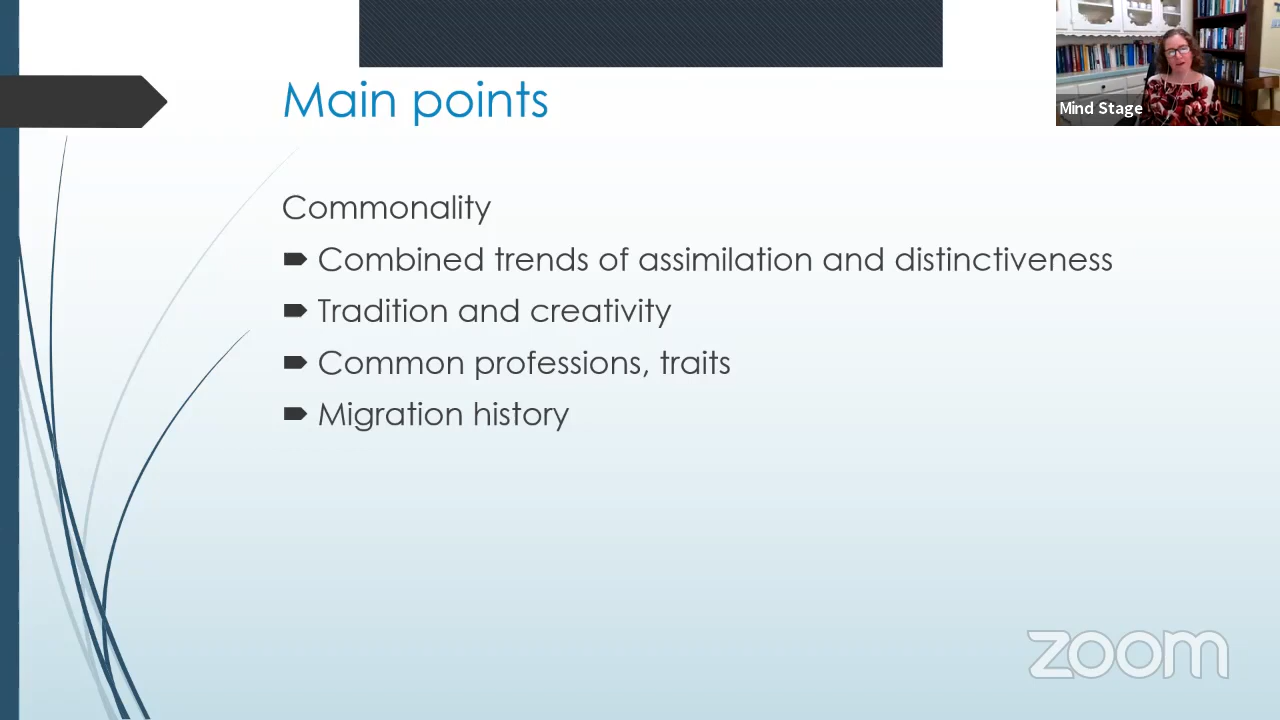 Main points
Mind Stage
Commonality
Combined trends of assimilation and distinctiveness
Tradition and creativity
Common professions, traits
Migration history
zoom